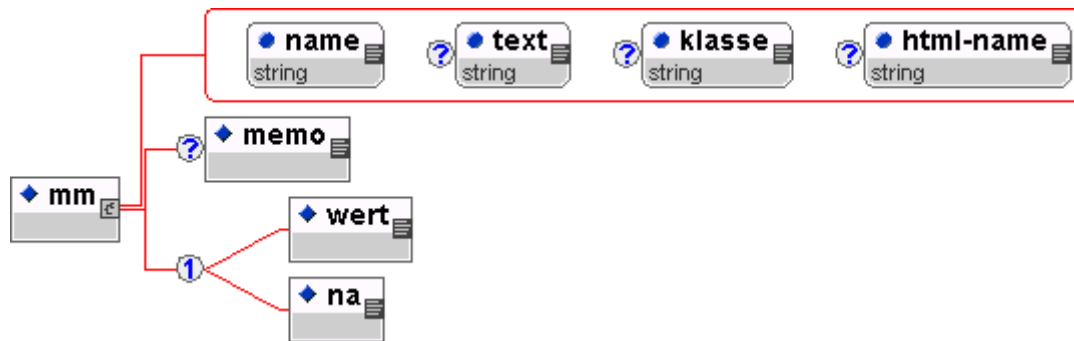 name
string
? text
string
? klasse
string
? html-name
string
? memo
mm
1
wert
na